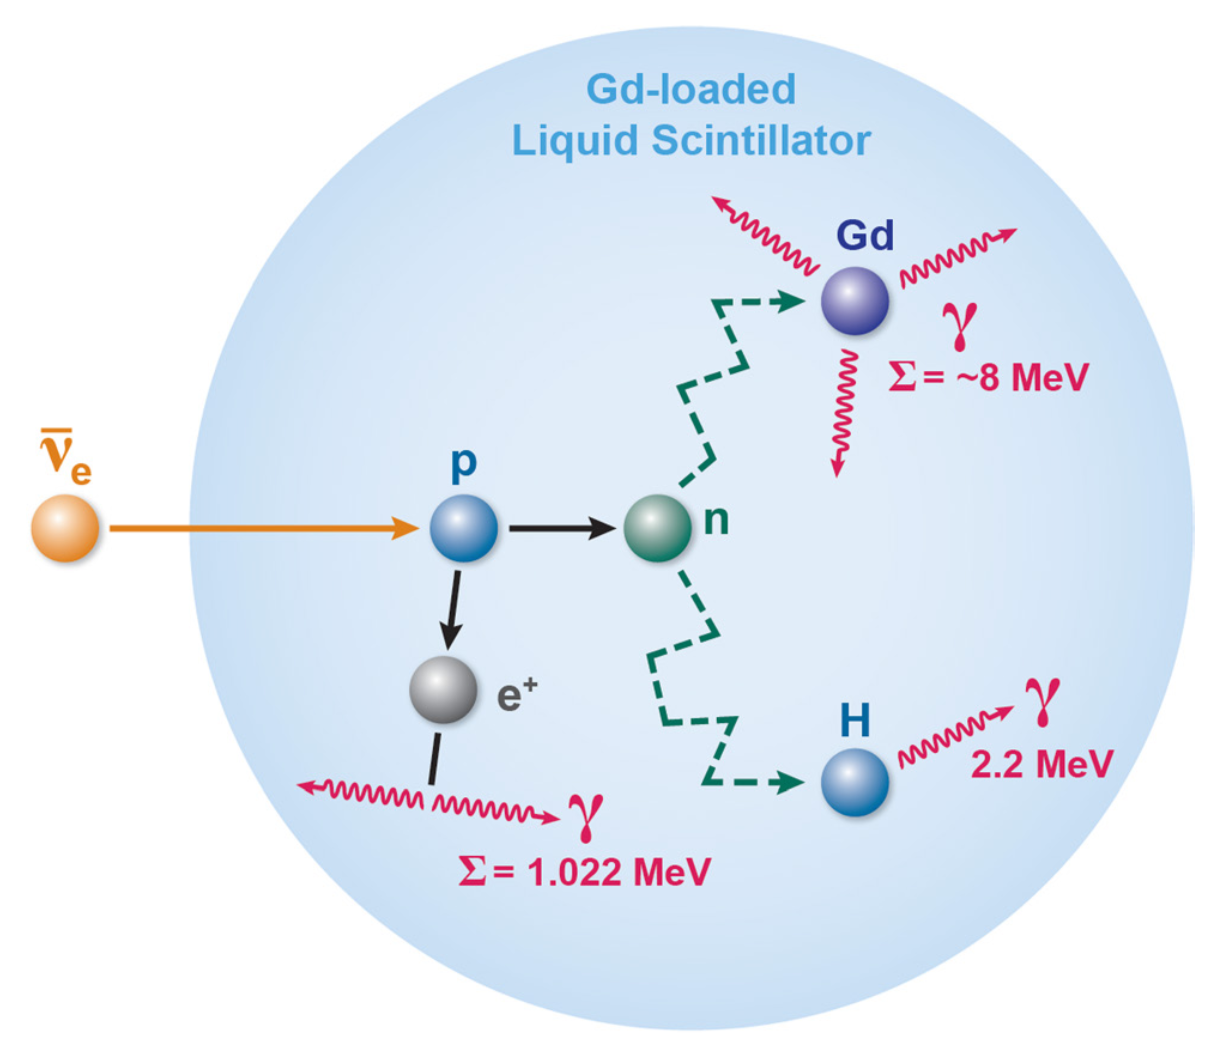 Gd-loaded
Liquid Scintillator
Gd
γ
Σ = ~8 MeV
ν̅e
p
n
e⁺
H
γ
2.2 MeV
γ
Σ = 1.022 MeV